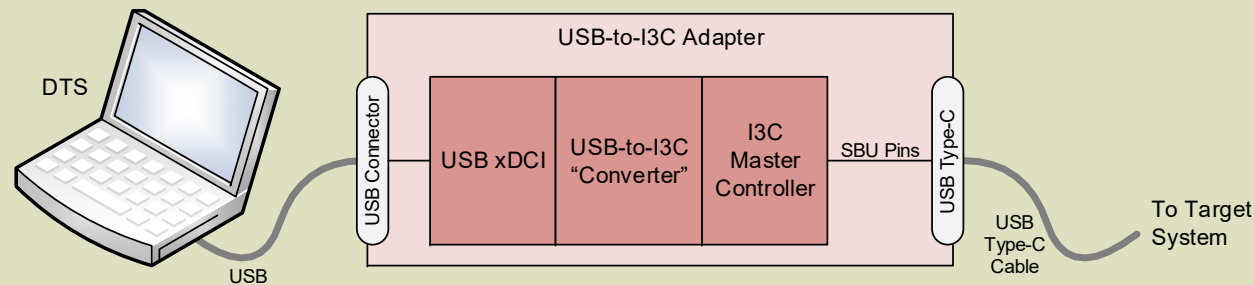 USB-to-I3C Adapter
DTS
USB Connector
USB xDCI
USB-to-I3C
“Converter”
I3C
Master
Controller
SBU Pins
USB Type-C
USB
USB
Type-C
Cable
To Target
System